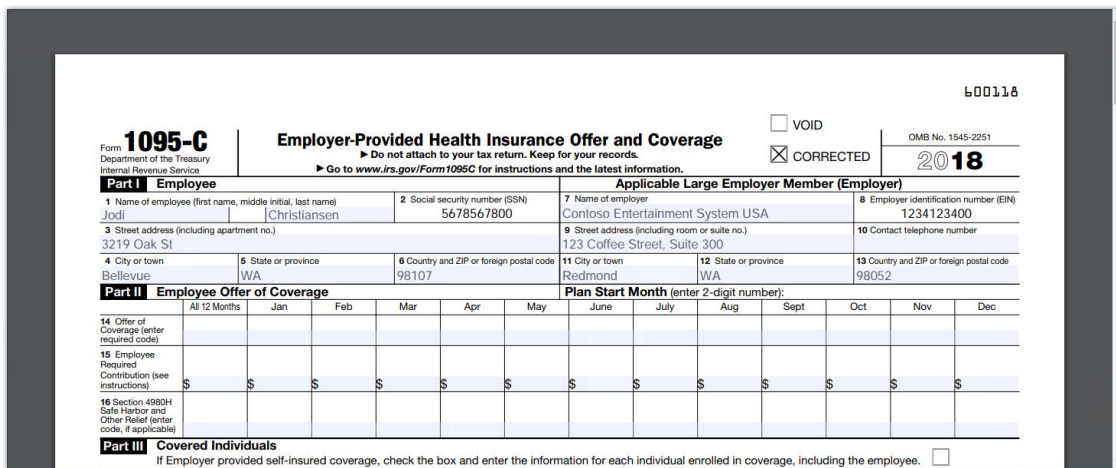 600118
Form 1095-C
Department of the Treasury
Internal Revenue Service
Employer-Provided Health Insurance Offer and Coverage
▶ Do not attach to your tax return. Keep for your records.
▶ Go to www.irs.gov/Form1095C for instructions and the latest information.
VOID
CORRECTED
OMB No. 1545-2251
2018
Part I Employee
Applicable Large Employer Member (Employer)
1 Name of employee (first name, middle initial, last name)
Jodi Christiansen
2 Social security number (SSN)
5678567800
7 Name of employer
Contoso Entertainment System USA
8 Employer identification number (EIN)
1234123400
3 Street address (including apartment no.)
3219 Oak St
9 Street address (including room or suite no.)
123 Coffee Street, Suite 300
10 Contact telephone number
4 City or town
Bellevue
5 State or province
WA
6 Country and ZIP or foreign postal code
98107
11 City or town
Redmond
12 State or province
WA
13 Country and ZIP or foreign postal code
98052
Part II Employee Offer of Coverage
Plan Start Month (enter 2-digit number):
All 12 Months Jan Feb Mar Apr May June July Aug Sept Oct Nov Dec
14 Offer of
Coverage (enter
required code)
15 Employee
Required
Contribution (see
instructions) $ $ $ $ $ $ $ $ $ $ $ $ $
16 Section 4980H
Safe Harbor and
Other Relief (enter
code, if applicable)
Part III Covered Individuals
If Employer provided self-insured coverage, check the box and enter the information for each individual enrolled in coverage, including the employee.